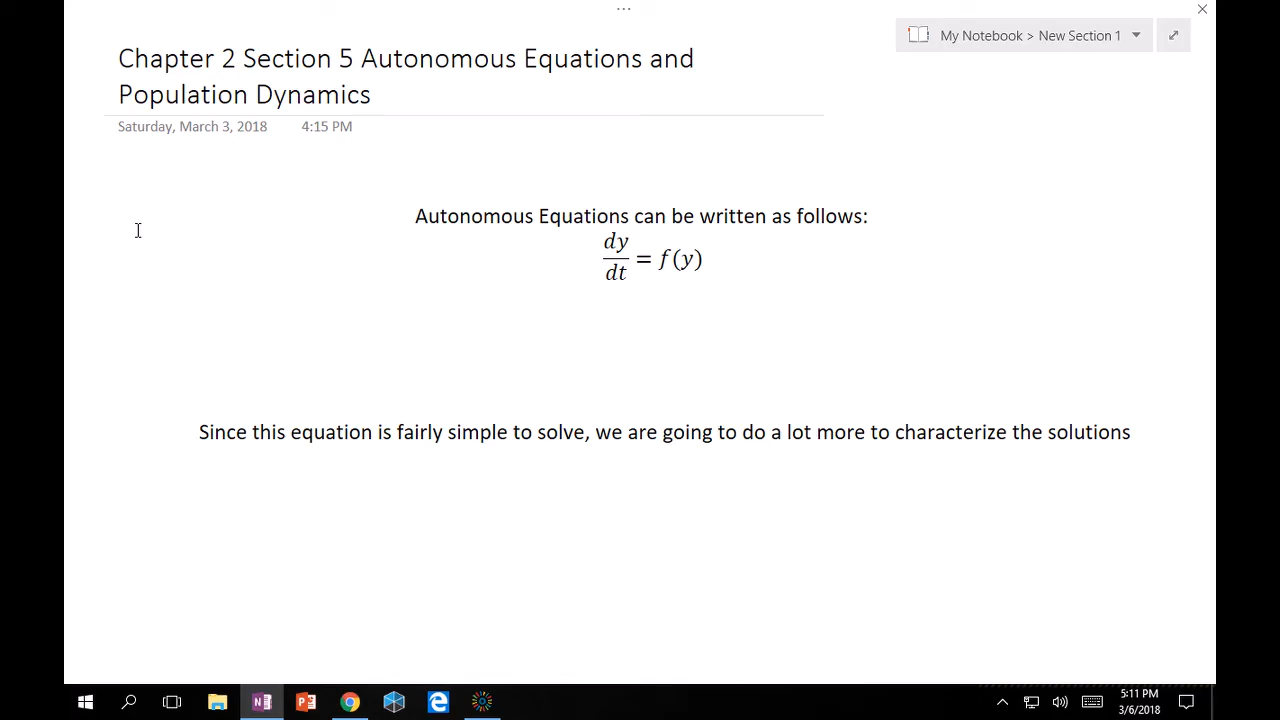 ...
My Notebook > New Section 1
Chapter 2 Section 5 Autonomous Equations and
Population Dynamics
Saturday, March 3, 2018 4:15 PM
Autonomous Equations can be written as follows:
dy/dt = f(y)
Since this equation is fairly simple to solve, we are going to do a lot more to characterize the solutions
5:11 PM
3/6/2018